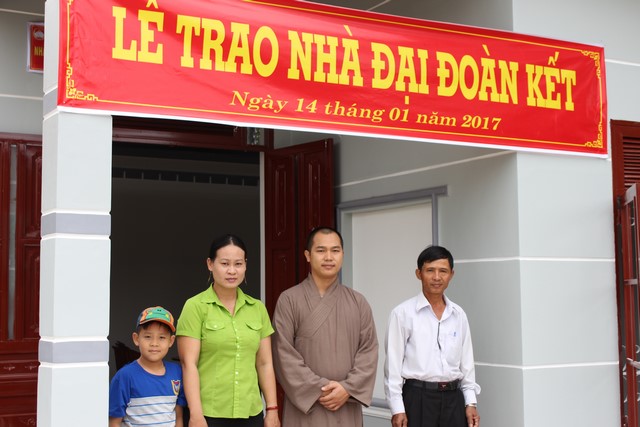 LỄ TRAO NHÀ ĐẠI ĐOÀN KẾT
Ngày 14 tháng 01 năm 2017